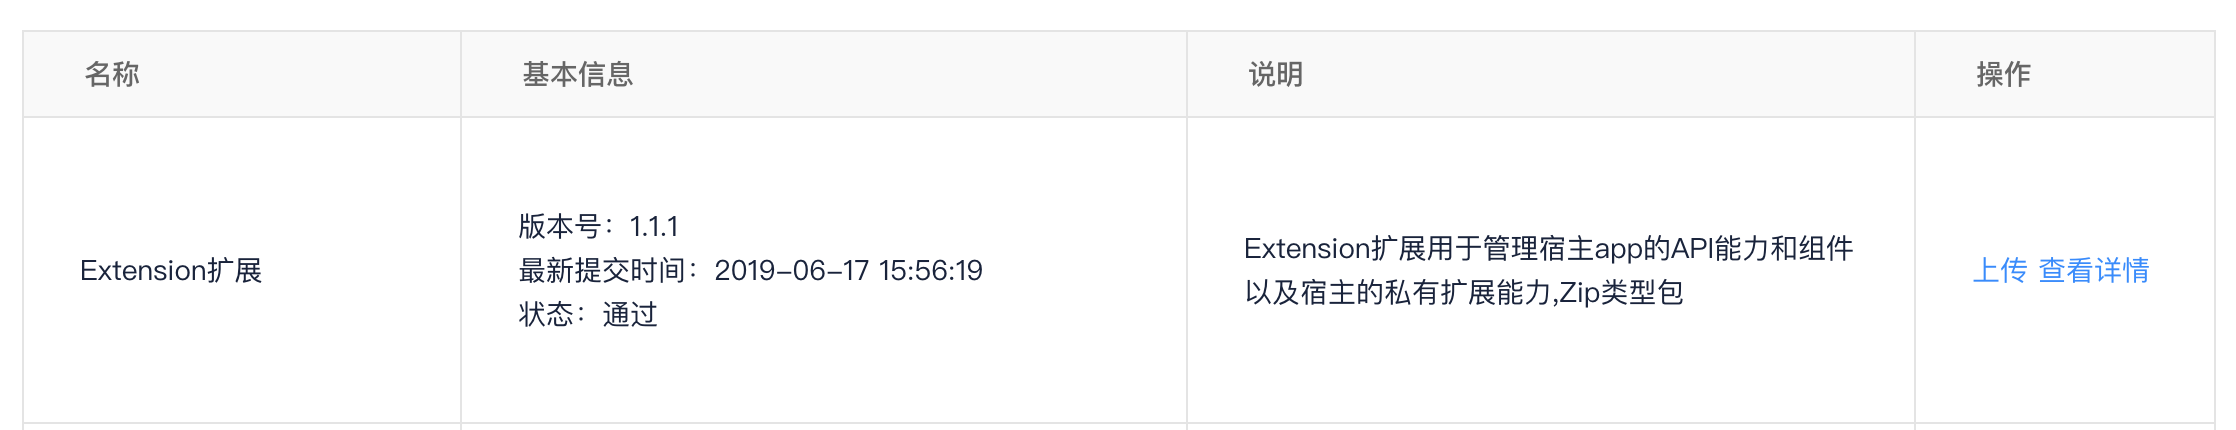 名称
基本信息
说明
操作
Extension扩展
版本号：1.1.1
最新提交时间：2019-06-17 15:56:19
状态：通过
Extension扩展用于管理宿主app的API能力和组件
以及宿主的私有扩展能力,Zip类型包
上传 查看详情